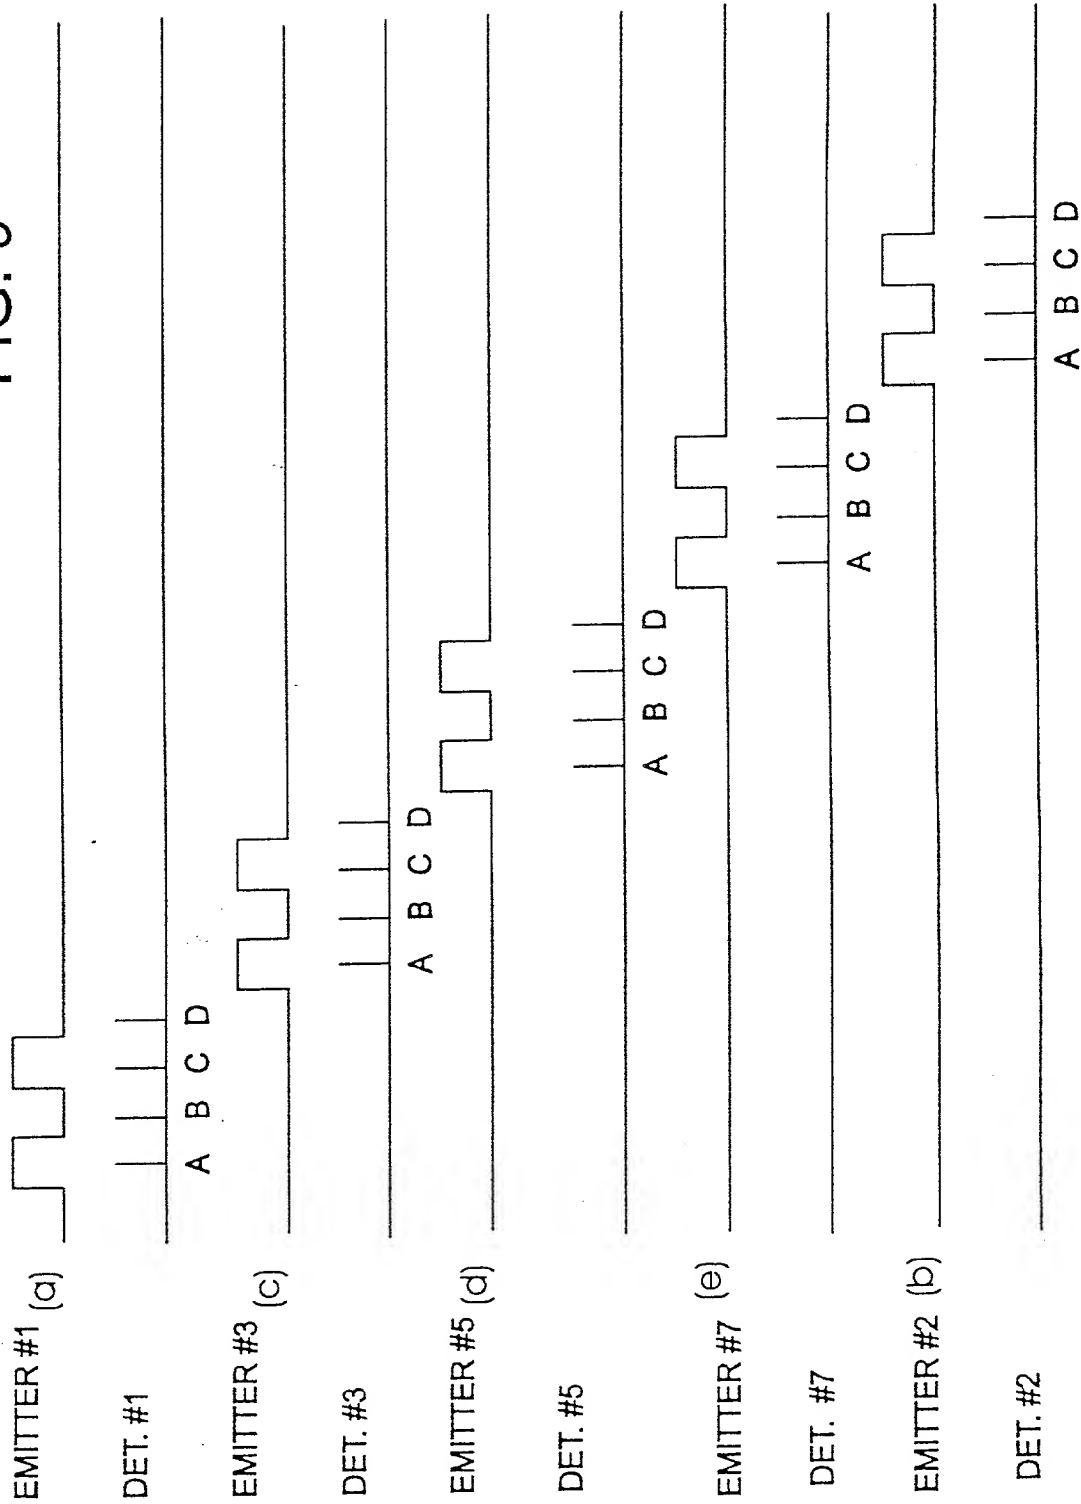 EMITTER #1 (a)
DET. #1
A B C D
EMITTER #3 (c)
DET. #3
A B C D
EMITTER #5 (d)
DET. #5
A B C D
EMITTER #7 (e)
DET. #7
A B C D
EMITTER #2 (b)
DET. #2
A B C D